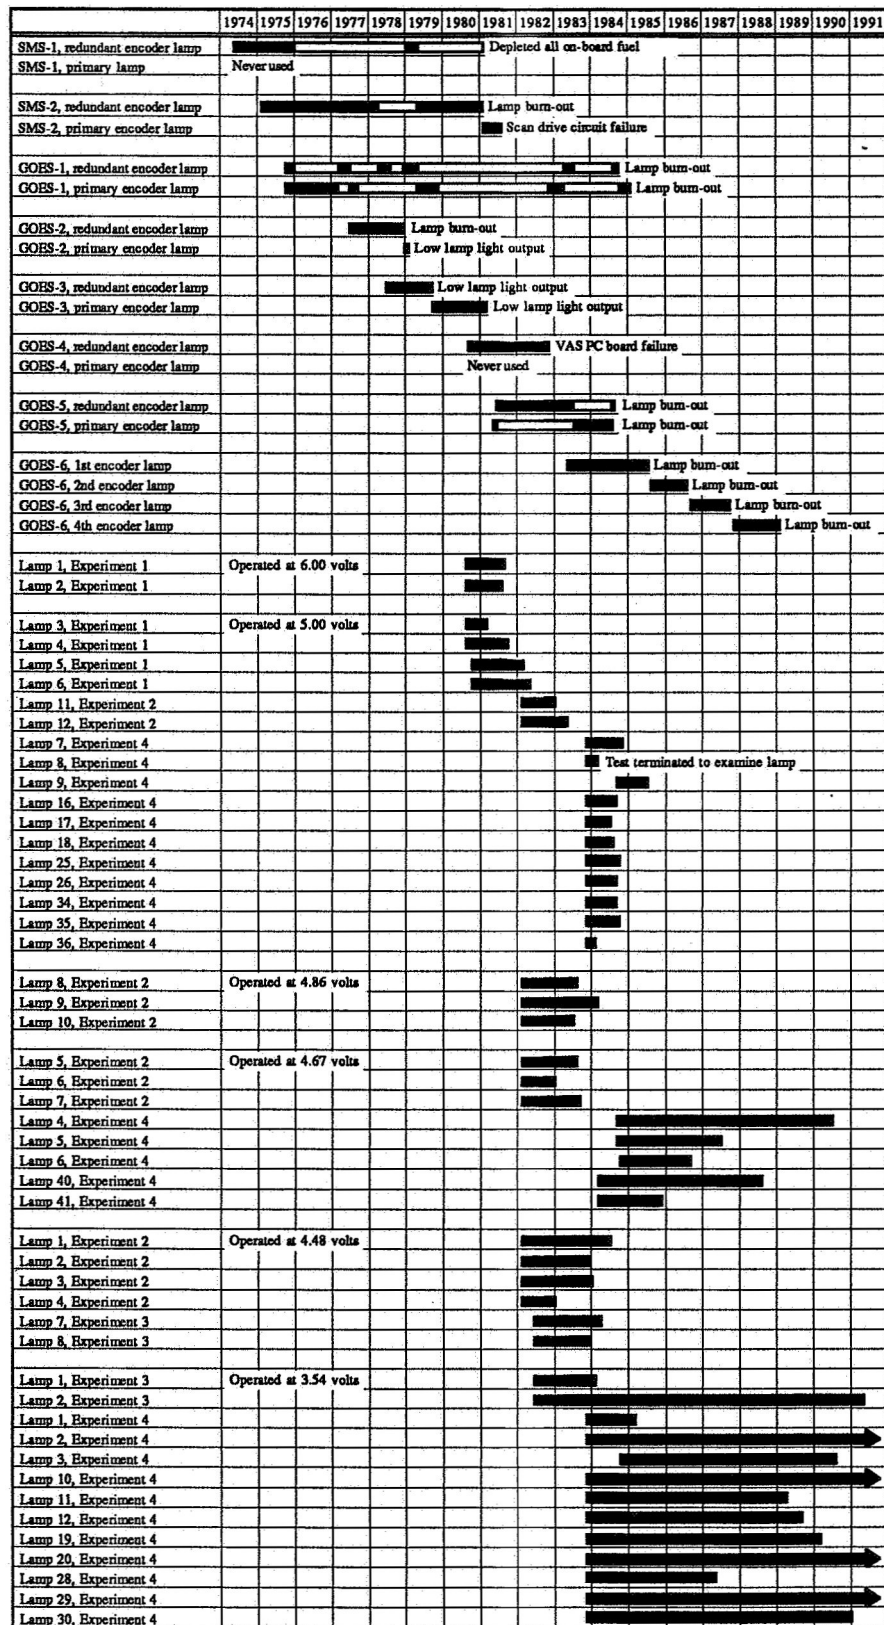 1974 1975 1976 1977 1978 1979 1980 1981 1982 1983 1984 1985 1986 1987 1988 1989 1990 1991
SMS-1, redundant encoder lamp Depleted all on-board fuel
SMS-1, primary lamp Never used
SMS-2, redundant encoder lamp Lamp burn-out
SMS-2, primary encoder lamp Scan drive circuit failure
GOES-1, redundant encoder lamp Lamp burn-out
GOES-1, primary encoder lamp Lamp burn-out
GOES-2, redundant encoder lamp Lamp burn-out
GOES-2, primary encoder lamp Low lamp light output
GOES-3, redundant encoder lamp Low lamp light output
GOES-3, primary encoder lamp Low lamp light output
GOES-4, redundant encoder lamp VAS PC board failure
GOES-4, primary encoder lamp Never used
GOES-5, redundant encoder lamp Lamp burn-out
GOES-5, primary encoder lamp Lamp burn-out
GOES-6, 1st encoder lamp Lamp burn-out
GOES-6, 2nd encoder lamp Lamp burn-out
GOES-6, 3rd encoder lamp Lamp burn-out
GOES-6, 4th encoder lamp Lamp burn-out
Lamp 1, Experiment 1 Operated at 6.00 volts
Lamp 2, Experiment 1
Lamp 3, Experiment 1 Operated at 5.00 volts
Lamp 4, Experiment 1
Lamp 5, Experiment 1
Lamp 6, Experiment 1
Lamp 11, Experiment 2
Lamp 12, Experiment 2
Lamp 7, Experiment 4
Lamp 8, Experiment 4 Test terminated to examine lamp
Lamp 9, Experiment 4
Lamp 16, Experiment 4
Lamp 17, Experiment 4
Lamp 18, Experiment 4
Lamp 25, Experiment 4
Lamp 26, Experiment 4
Lamp 34, Experiment 4
Lamp 35, Experiment 4
Lamp 36, Experiment 4
Lamp 8, Experiment 2 Operated at 4.86 volts
Lamp 9, Experiment 2
Lamp 10, Experiment 2
Lamp 5, Experiment 2 Operated at 4.67 volts
Lamp 6, Experiment 2
Lamp 7, Experiment 2
Lamp 4, Experiment 4
Lamp 5, Experiment 4
Lamp 6, Experiment 4
Lamp 40, Experiment 4
Lamp 41, Experiment 4
Lamp 1, Experiment 2 Operated at 4.48 volts
Lamp 2, Experiment 2
Lamp 3, Experiment 2
Lamp 4, Experiment 2
Lamp 7, Experiment 3
Lamp 8, Experiment 3
Lamp 1, Experiment 3 Operated at 3.54 volts
Lamp 2, Experiment 3
Lamp 1, Experiment 4
Lamp 2, Experiment 4
Lamp 3, Experiment 4
Lamp 10, Experiment 4
Lamp 11, Experiment 4
Lamp 12, Experiment 4
Lamp 19, Experiment 4
Lamp 20, Experiment 4
Lamp 28, Experiment 4
Lamp 29, Experiment 4
Lamp 30, Experiment 4